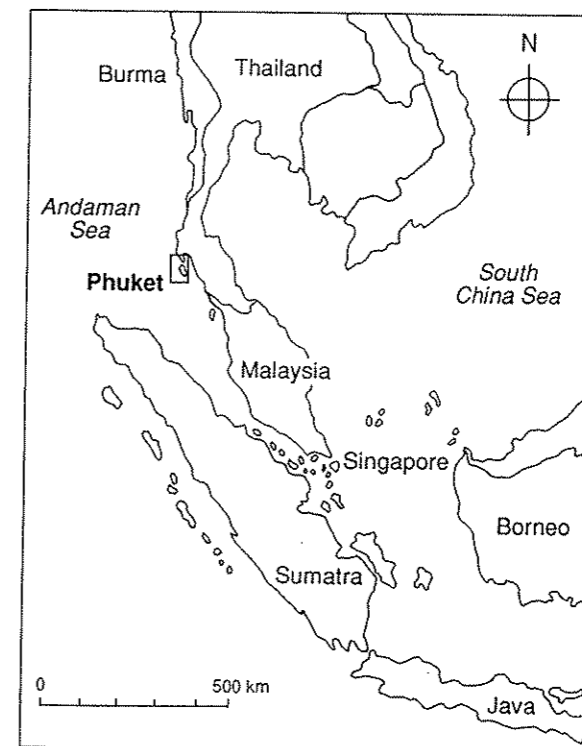 N
Burma
Thailand
Andaman
Sea
Phuket
South
China Sea
Malaysia
Singapore
Borneo
Sumatra
0
500 km
Java